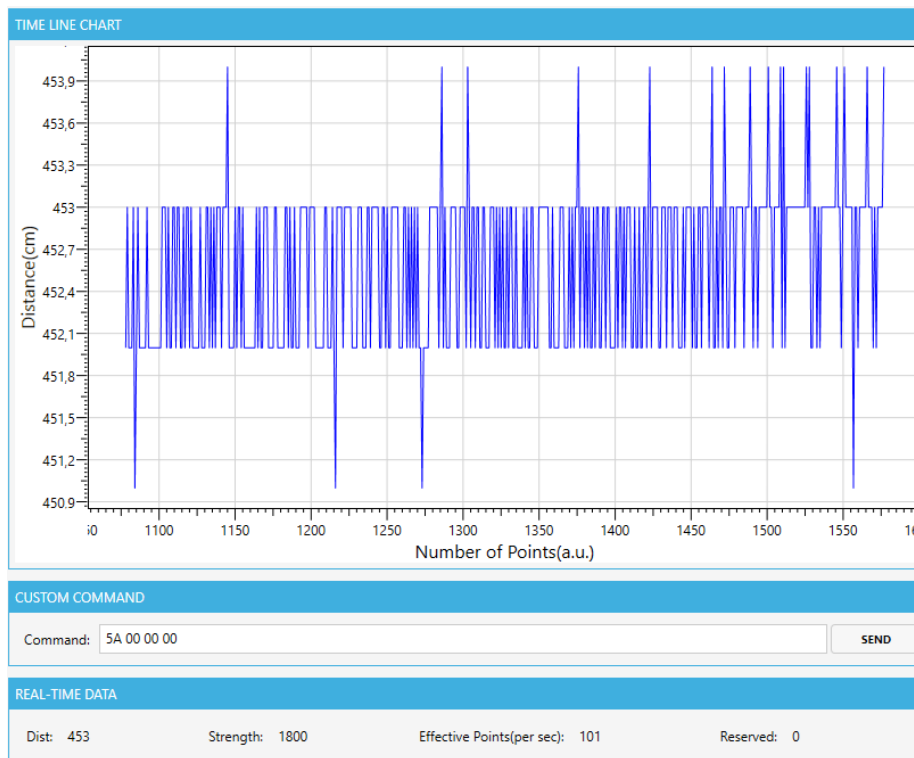 TIME LINE CHART
453,9
453,6
453,3
453
452,7
452,4
452,1
451,8
451,5
451,2
450,9
Distance(cm)
1100 1150 1200 1250 1300 1350 1400 1450 1500 1550
Number of Points(a.u.)
CUSTOM COMMAND
Command: 5A 00 00 00 SEND
REAL-TIME DATA
Dist: 453 Strength: 1800 Effective Points(per sec): 101 Reserved: 0